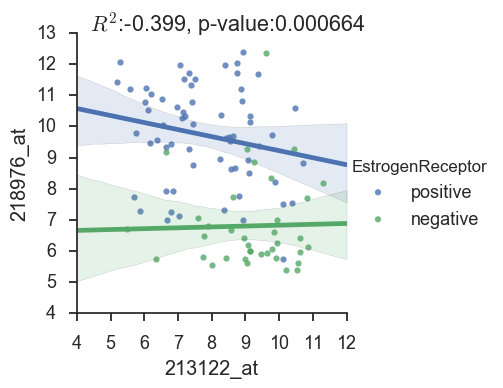 R²:-0.399, p-value:0.000664
13
12
11
10
9
8
7
6
5
4
218976_at
4 5 6 7 8 9 10 11 12
213122_at
EstrogenReceptor
positive
negative